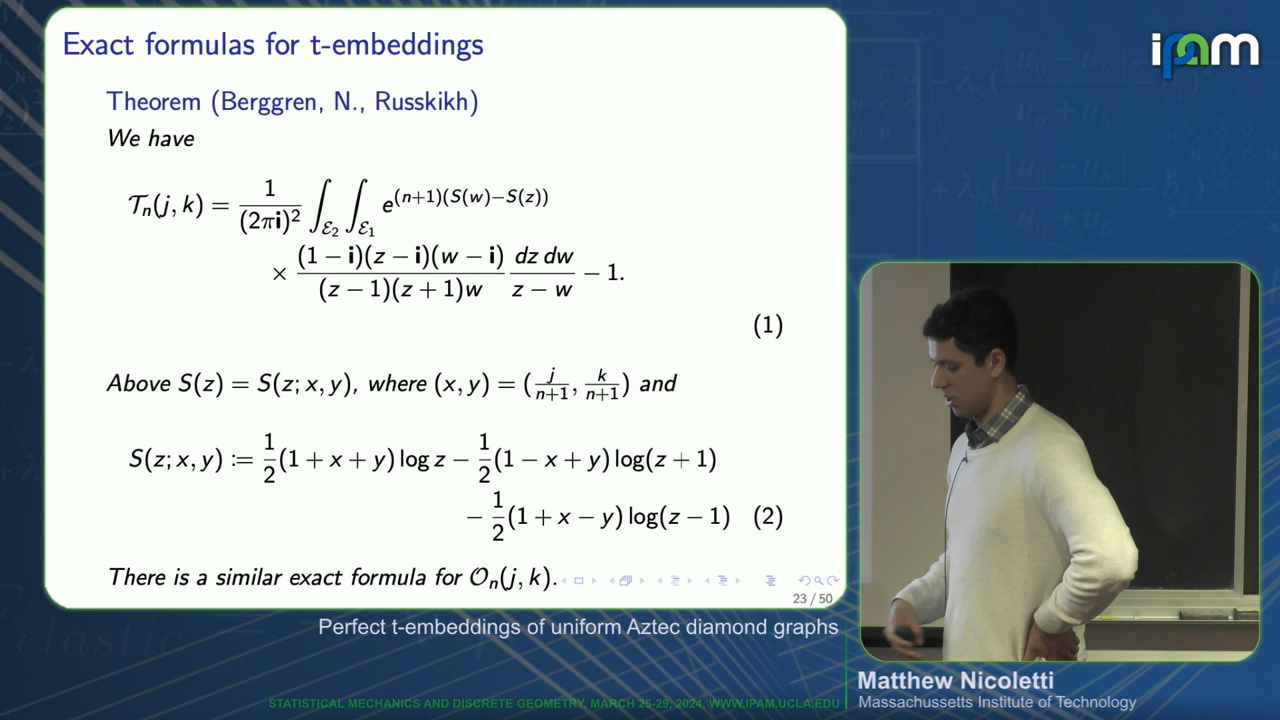 Exact formulas for t-embeddings
ipam
Theorem (Berggren, N., Russkikh)
We have
𝒯ₙ(j, k) = 1/(2πi)² ∫_{ℰ₂} ∫_{ℰ₁} e^{(n+1)(S(w)−S(z))}
× (1 − i)(z − i)(w − i)/((z − 1)(z + 1)w) dz dw/(z − w) − 1.
(1)
Above S(z) = S(z; x, y), where (x, y) = (j/(n+1), k/(n+1)) and
S(z; x, y) := 1/2(1 + x + y) log z − 1/2(1 − x + y) log(z + 1)
− 1/2(1 + x − y) log(z − 1) (2)
There is a similar exact formula for 𝒪ₙ(j, k).
23 / 50
Perfect t-embeddings of uniform Aztec diamond graphs
Matthew Nicoletti
Massachussetts Institute of Technology
STATISTICAL MECHANICS AND DISCRETE GEOMETRY, MARCH 25-29, 2024, WWW.IPAM.UCLA.EDU